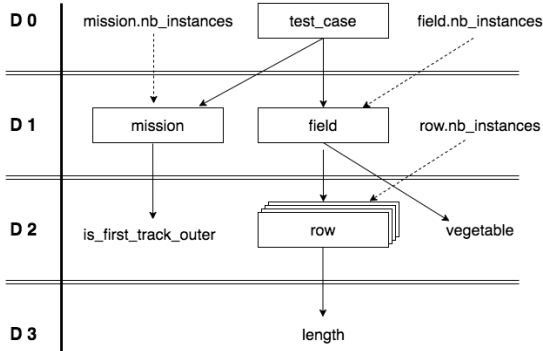 D 0 mission.nb_instances test_case field.nb_instances
D 1 mission field row.nb_instances
D 2 is_first_track_outer row vegetable
D 3 length